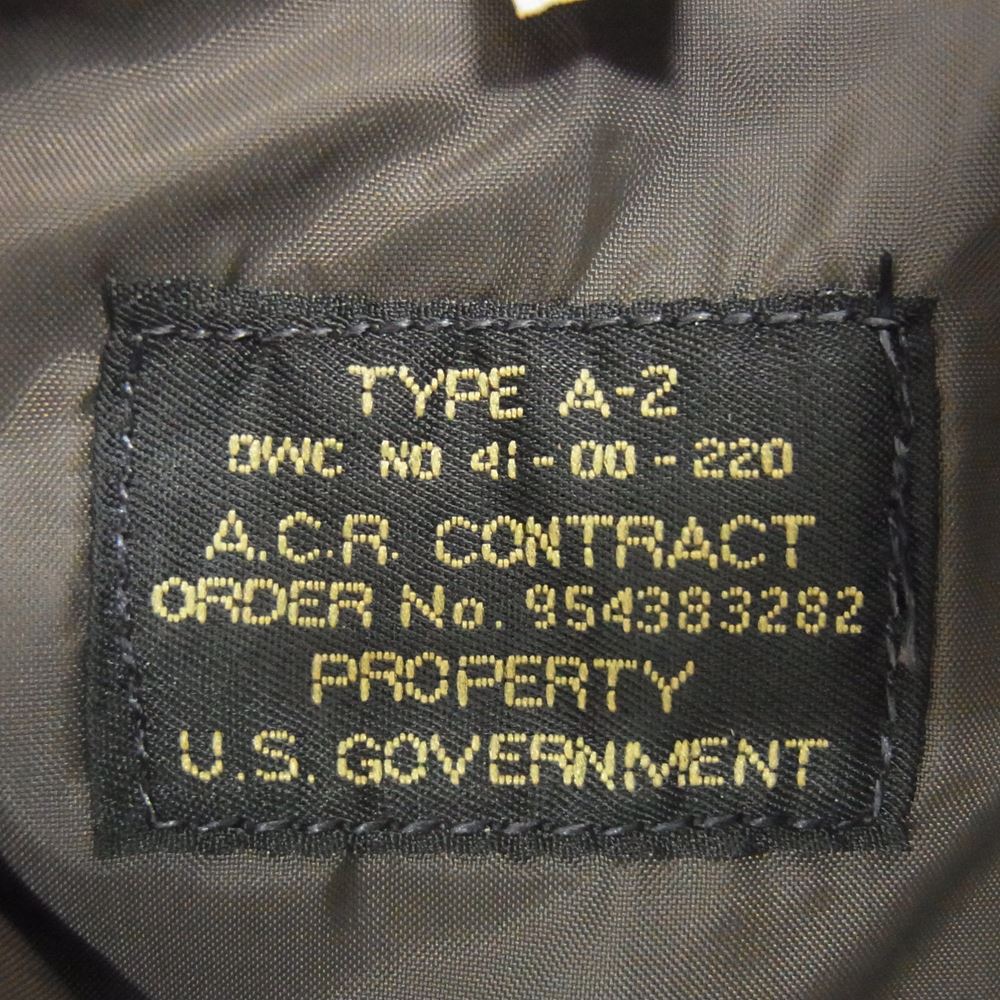 TYPE A-2
DWC NO 41-00-220
A.C.R. CONTRACT
ORDER No. 954383282
PROPERTY
U.S. GOVERNMENT